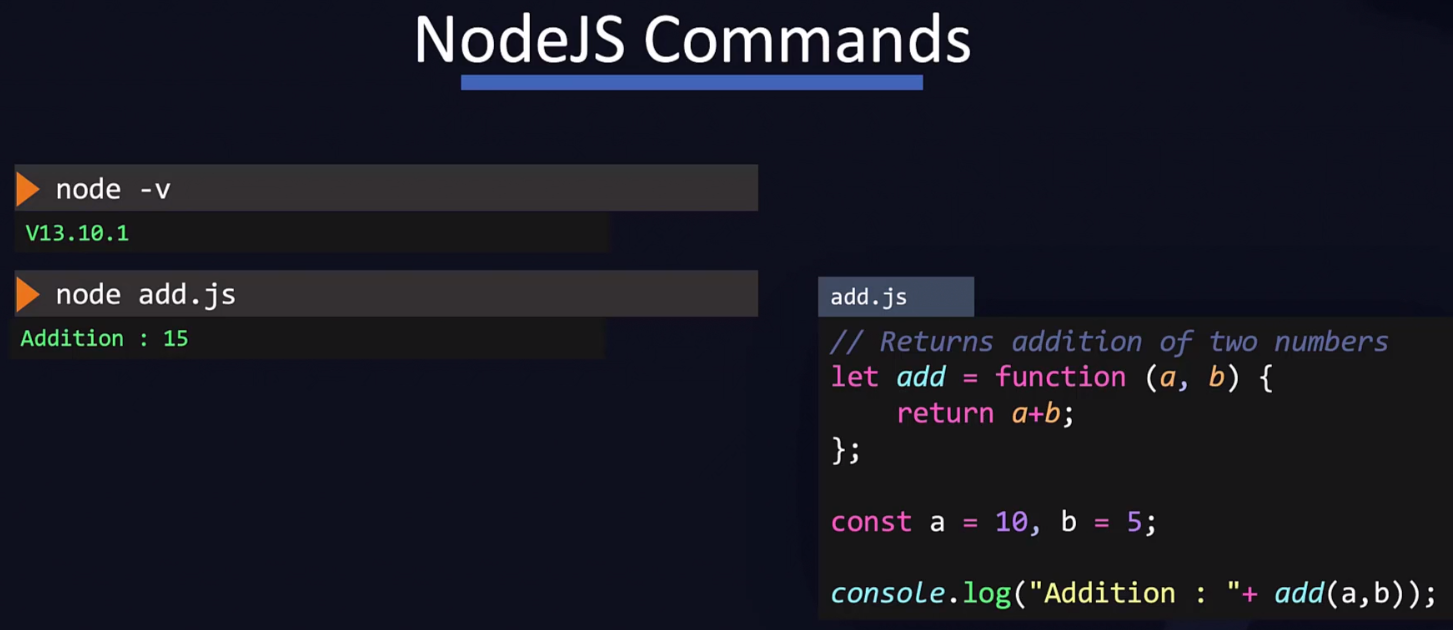 NodeJS Commands
node -v
V13.10.1
node add.js
Addition : 15
add.js
// Returns addition of two numbers
let add = function (a, b) {
    return a+b;
};
const a = 10, b = 5;
console.log("Addition : "+ add(a,b));